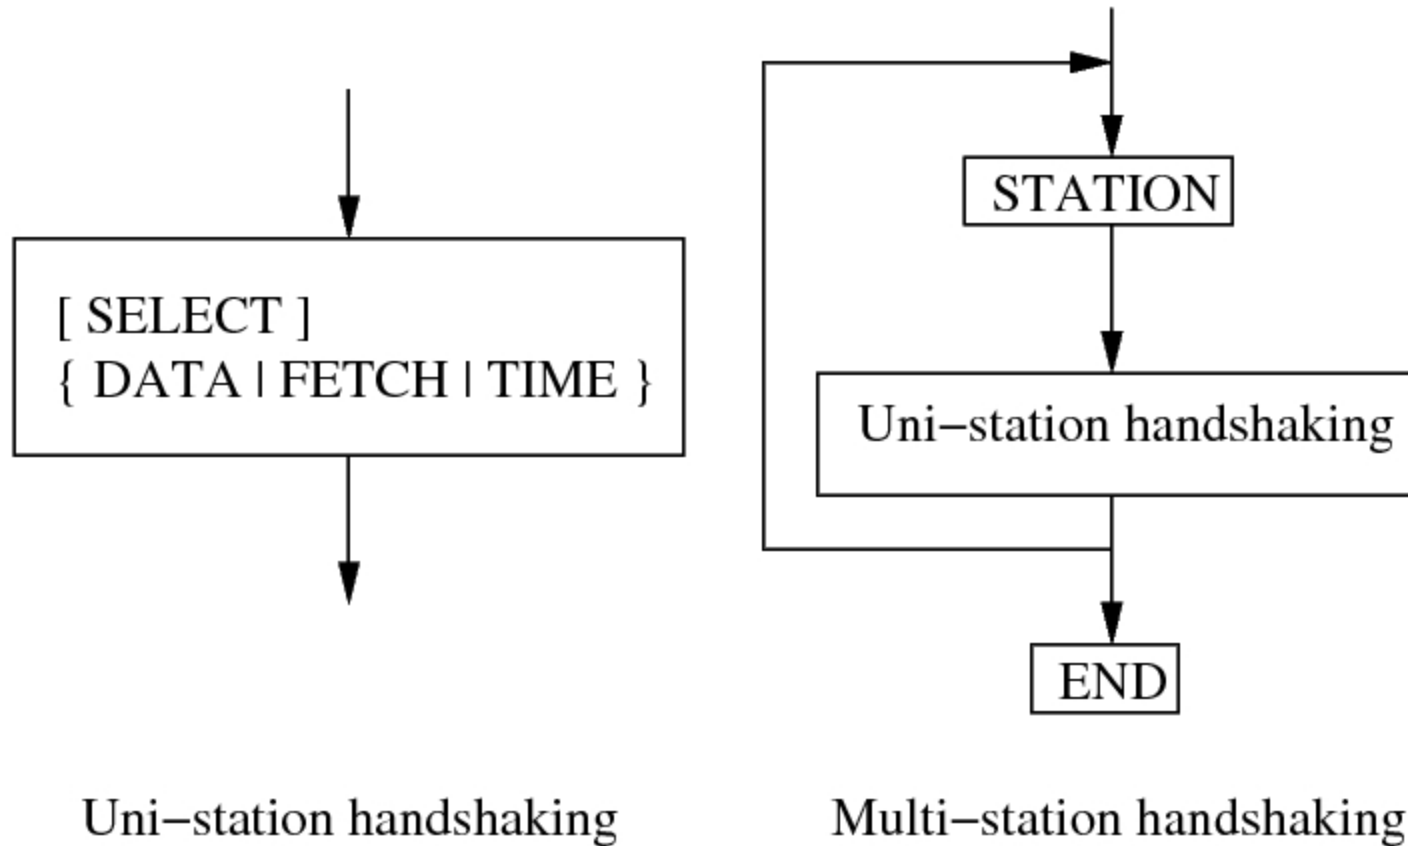 [ SELECT ]
{ DATA | FETCH | TIME }
Uni−station handshaking
STATION
Uni−station handshaking
END
Multi−station handshaking